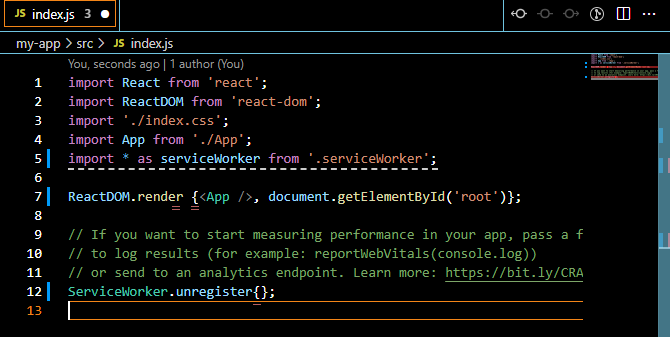 JS index.js 3
my-app > src > JS index.js
You, seconds ago | 1 author (You)
1 import React from 'react';
2 import ReactDOM from 'react-dom';
3 import './index.css';
4 import App from './App';
5 import * as serviceWorker from '.serviceWorker';
6
7 ReactDOM.render {<App />, document.getElementById('root')};
8
9 // If you want to start measuring performance in your app, pass a f
10 // to log results (for example: reportWebVitals(console.log))
11 // or send to an analytics endpoint. Learn more: https://bit.ly/CRA
12 ServiceWorker.unregister{};
13